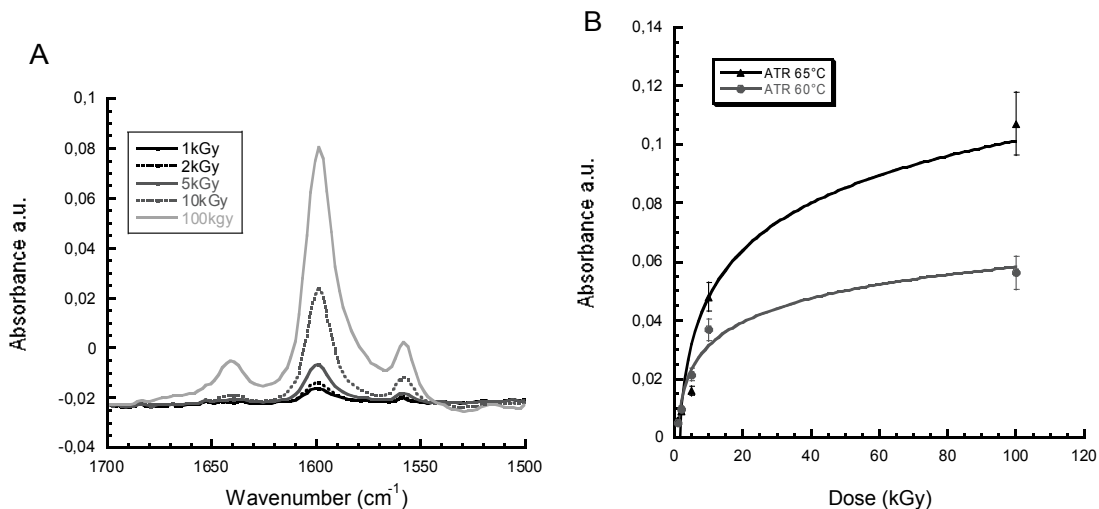 A
0,1
0,08
0,06
0,04
0,02
0
-0,02
-0,04
Absorbance a.u.
1kGy
2kGy
5kGy
10kGy
100kgy
1700
1650
1600
1550
1500
Wavenumber (cm-1)
B
0,14
0,12
0,1
0,08
0,06
0,04
0,02
0
Absorbance a.u.
ATR 65°C
ATR 60°C
0
20
40
60
80
100
120
Dose (kGy)